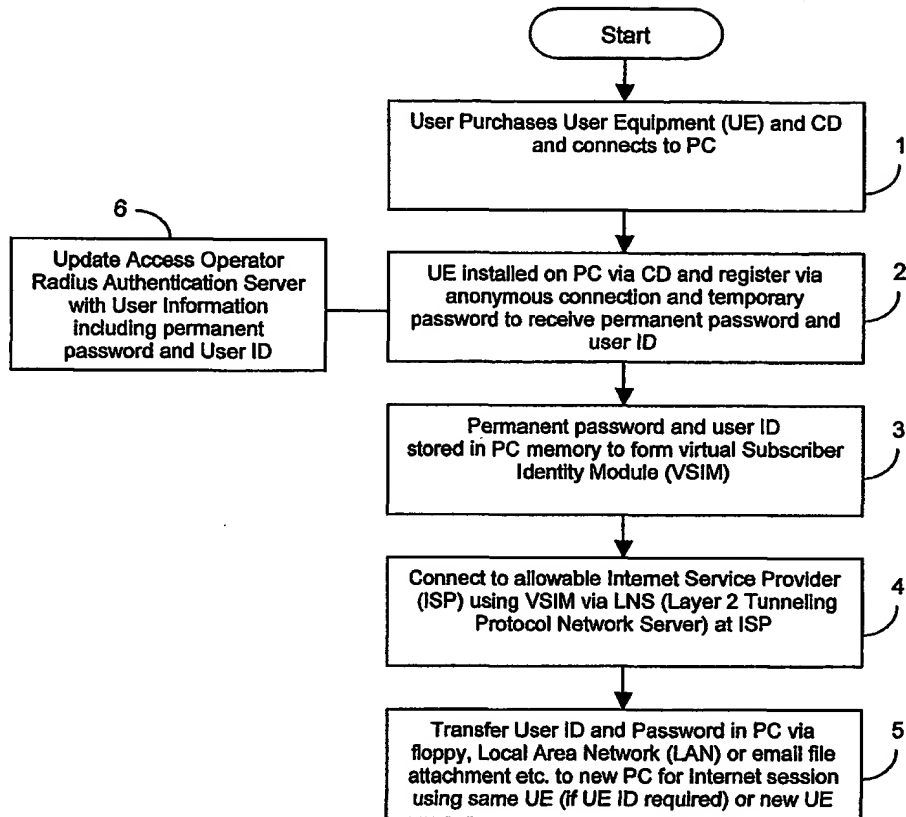 Start
User Purchases User Equipment (UE) and CD
and connects to PC
1
6
Update Access Operator
Radius Authentication Server
with User Information
including permanent
password and User ID
UE installed on PC via CD and register via
anonymous connection and temporary
password to receive permanent password and
user ID
2
Permanent password and user ID
stored in PC memory to form virtual Subscriber
Identity Module (VSIM)
3
Connect to allowable Internet Service Provider
(ISP) using VSIM via LNS (Layer 2 Tunneling
Protocol Network Server) at ISP
4
Transfer User ID and Password in PC via
floppy, Local Area Network (LAN) or email file
attachment etc. to new PC for Internet session
using same UE (if UE ID required) or new UE
5